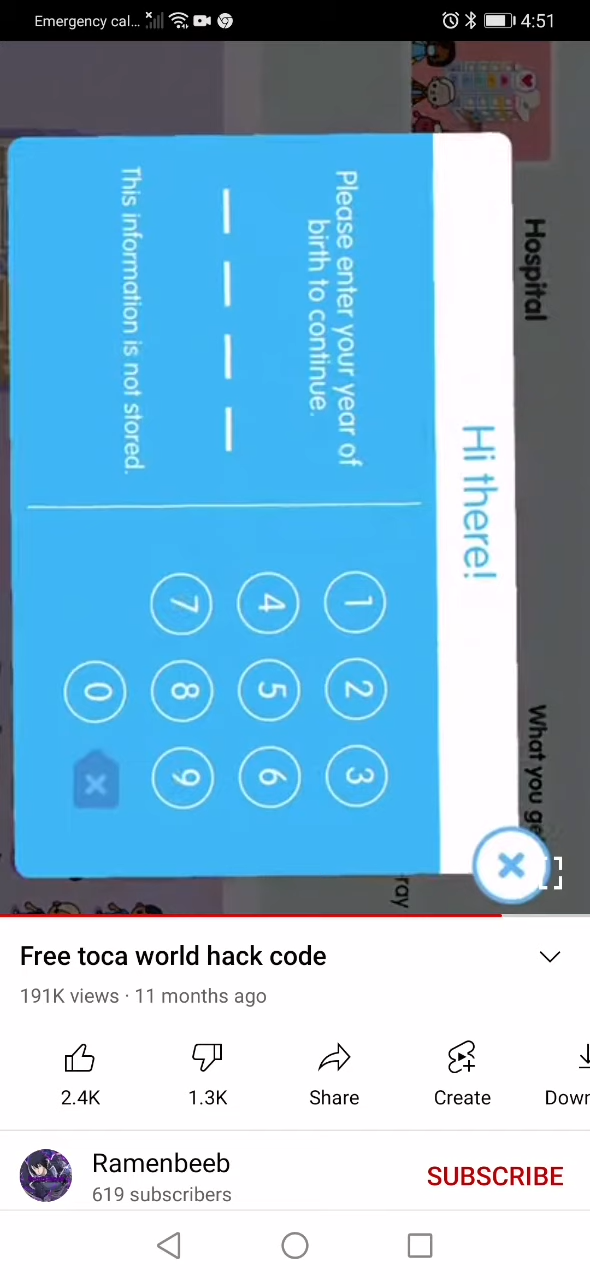 Emergency cal...
4:51
Hospital
What you ge
ray
Hi there!
Please enter your year of
birth to continue.
This information is not stored.
1 2 3
4 5 6
7 8 9
0
Free toca world hack code
191K views · 11 months ago
2.4K
1.3K
Share
Create
Down
Ramenbeeb
619 subscribers
SUBSCRIBE